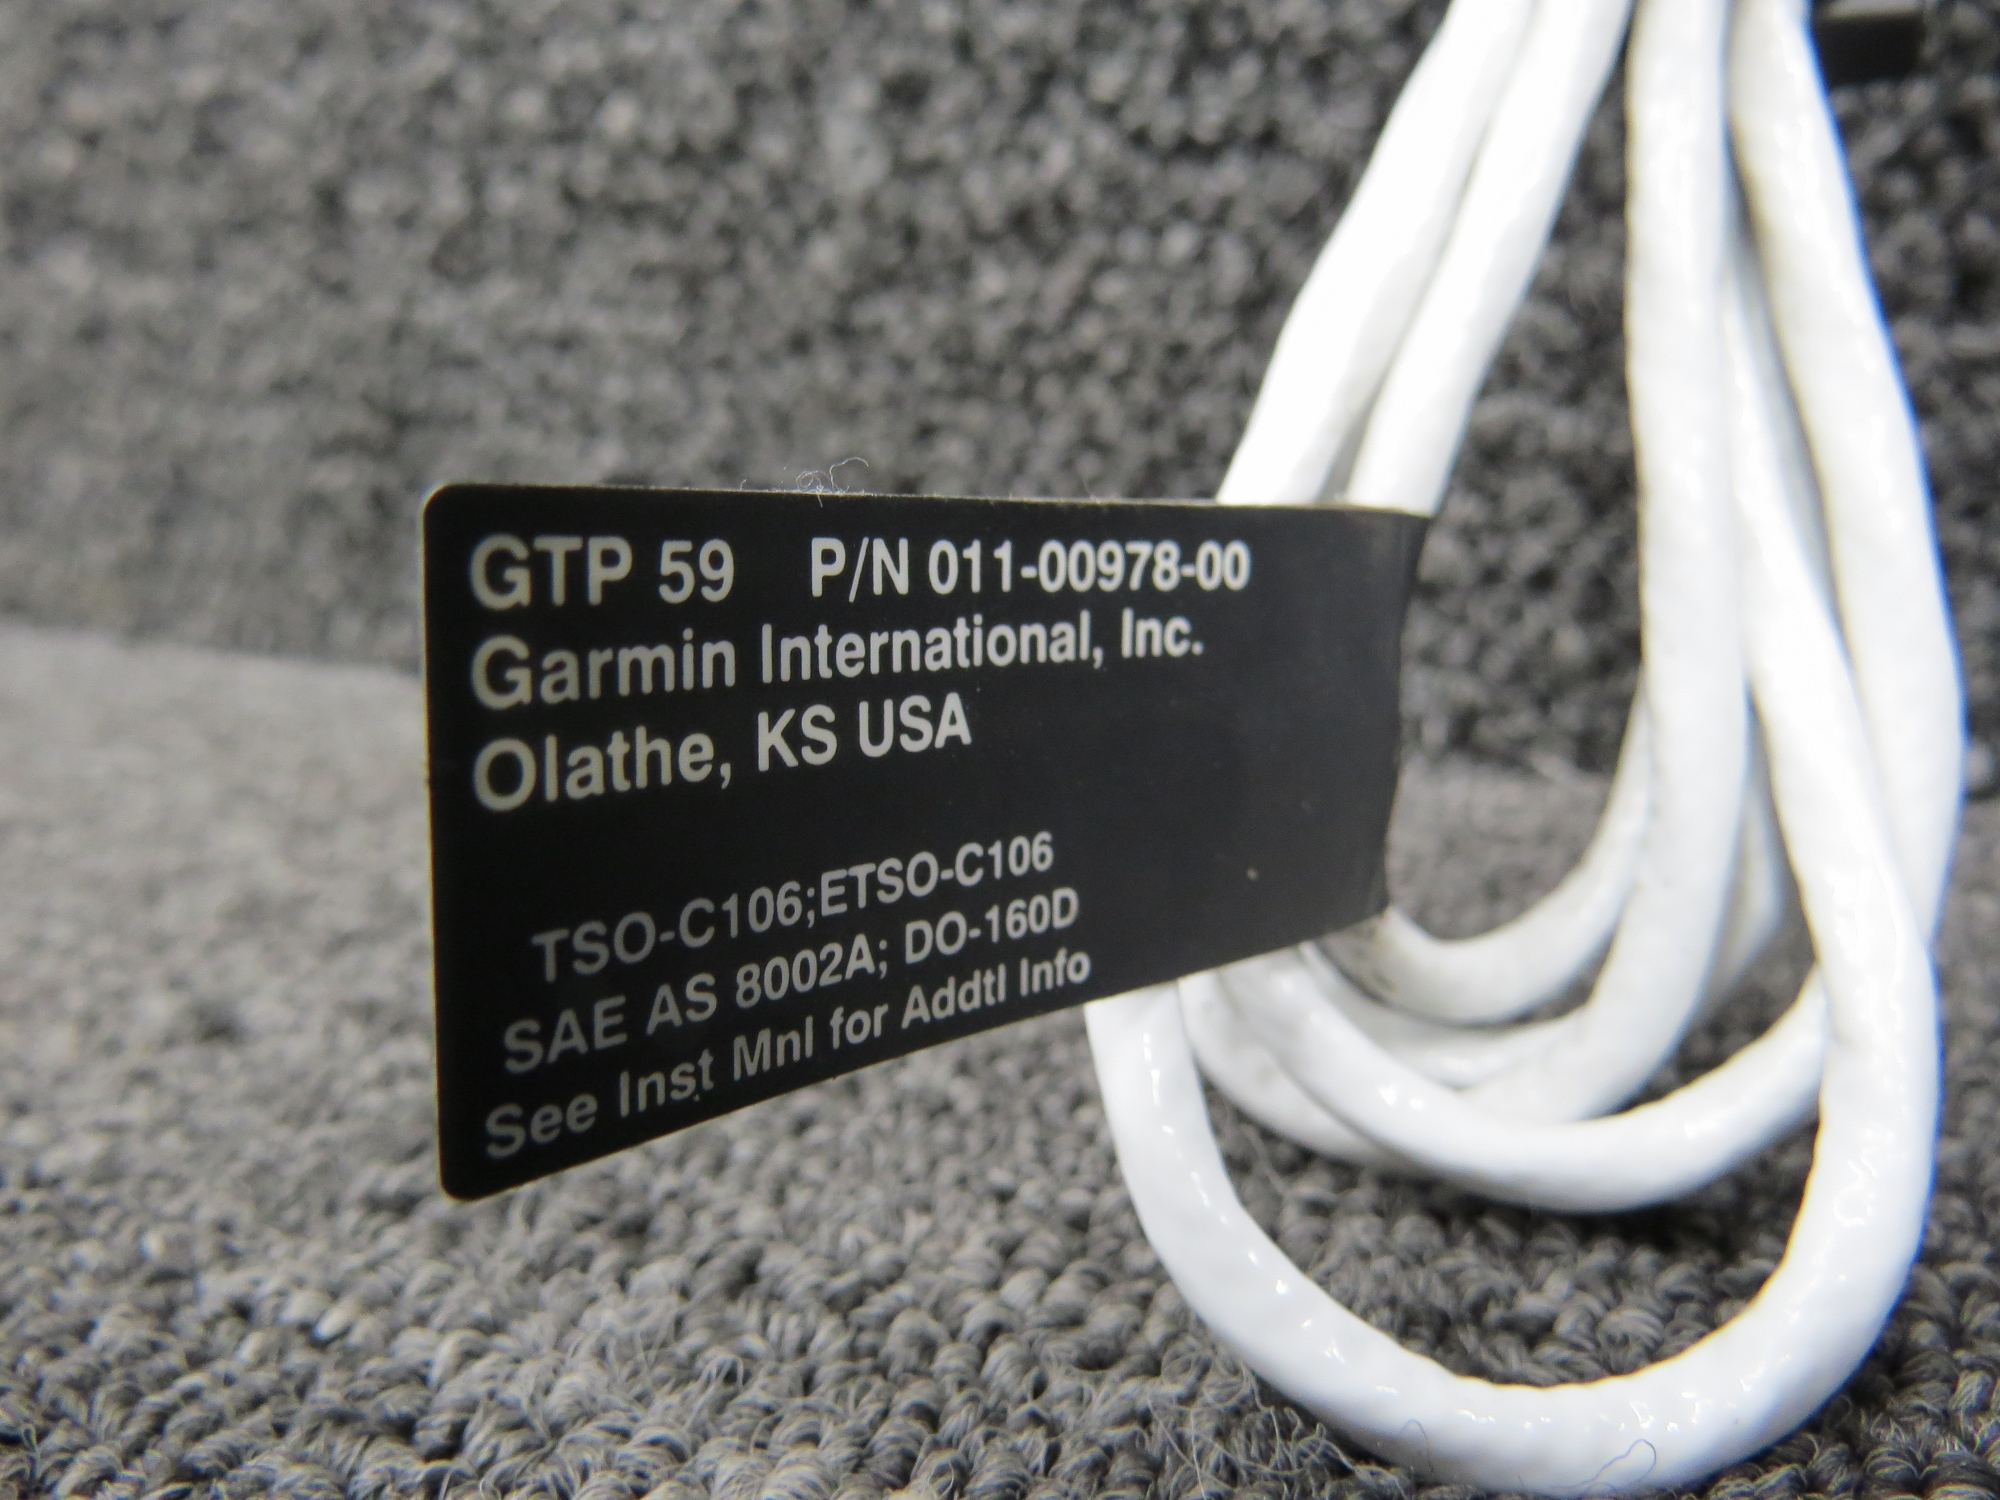 GTP 59 P/N 011-00978-00
Garmin International, Inc.
Olathe, KS USA
TSO-C106;ETSO-C106
SAE AS 8002A; DO-160D
See Inst Mnl for Addtl Info